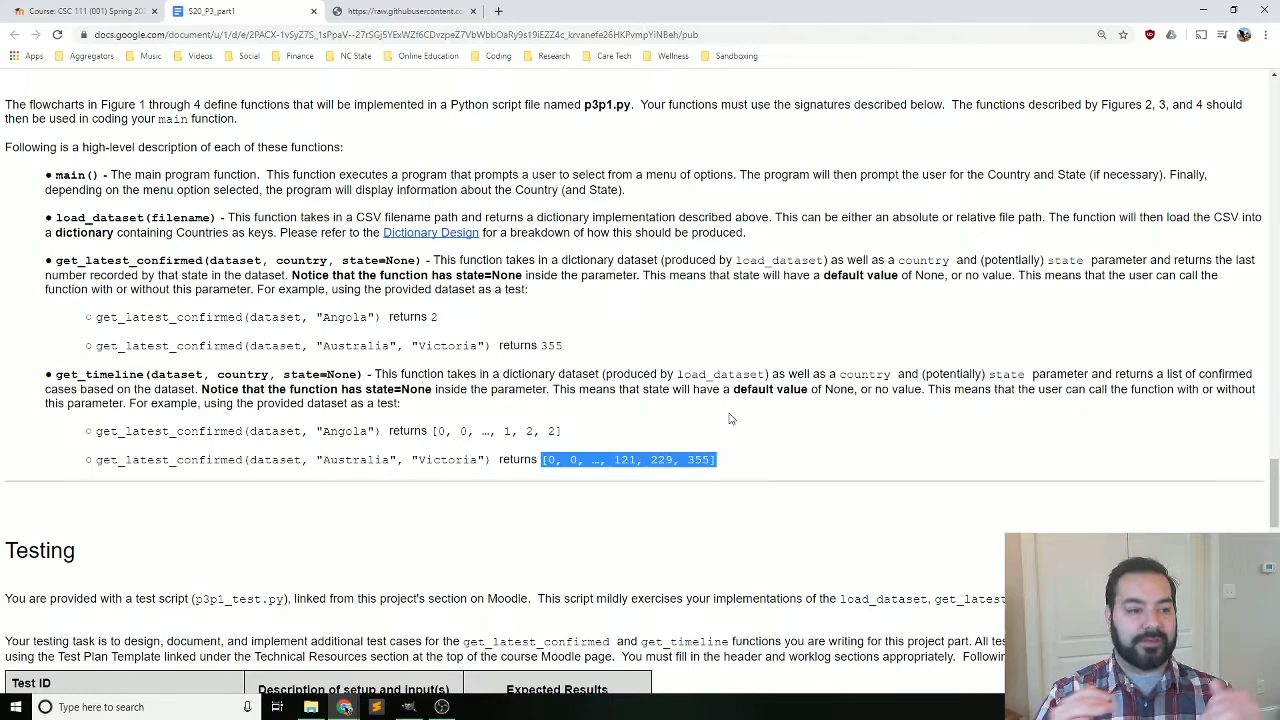 Course: CSC 111 (001) Spring 20
S20_P3_part1
https://raw.githubusercontent.c
docs.google.com/document/u/1/d/e/2PACX-1vSyZ7S_1sPpaV--27rSGj5YExWZf6CDvzpeZ7VbWbbOaRy9s19iEZZ4c_krvanefe26HKPvmpYiNBeh/pub
Apps Aggregators Music Videos Social Finance NC State Online Education Coding Research Care Tech Wellness Sandboxing
The flowcharts in Figure 1 through 4 define functions that will be implemented in a Python script file named p3p1.py. Your functions must use the signatures described below. The functions described by Figures 2, 3, and 4 should
then be used in coding your main function.
Following is a high-level description of each of these functions:
● main() - The main program function. This function executes a program that prompts a user to select from a menu of options. The program will then prompt the user for the Country and State (if necessary). Finally,
depending on the menu option selected, the program will display information about the Country (and State).
● load_dataset(filename) - This function takes in a CSV filename path and returns a dictionary implementation described above. This can be either an absolute or relative file path. The function will then load the CSV into
a dictionary containing Countries as keys. Please refer to the Dictionary Design for a breakdown of how this should be produced.
● get_latest_confirmed(dataset, country, state=None) - This function takes in a dictionary dataset (produced by load_dataset) as well as a country and (potentially) state parameter and returns the last
number recorded by that state in the dataset. Notice that the function has state=None inside the parameter. This means that state will have a default value of None, or no value. This means that the user can call the
function with or without this parameter. For example, using the provided dataset as a test:
○ get_latest_confirmed(dataset, "Angola") returns 2
○ get_latest_confirmed(dataset, "Australia", "Victoria") returns 355
● get_timeline(dataset, country, state=None) - This function takes in a dictionary dataset (produced by load_dataset) as well as a country and (potentially) state parameter and returns a list of confirmed
cases based on the dataset. Notice that the function has state=None inside the parameter. This means that state will have a default value of None, or no value. This means that the user can call the function with or without
this parameter. For example, using the provided dataset as a test:
○ get_latest_confirmed(dataset, "Angola") returns [0, 0, …, 1, 2, 2]
○ get_latest_confirmed(dataset, "Australia", "Victoria") returns [0, 0, …, 121, 229, 355]
Testing
You are provided with a test script (p3p1_test.py), linked from this project's section on Moodle. This script mildly exercises your implementations of the load_dataset, get_latest
Your testing task is to design, document, and implement additional test cases for the get_latest_confirmed and get_timeline functions you are writing for this project part. All tes
using the Test Plan Template linked under the Technical Resources section at the top of the course Moodle page. You must fill in the header and worklog sections appropriately. Followin
Test ID Description of setup and input(s) Expected Results
Type here to search